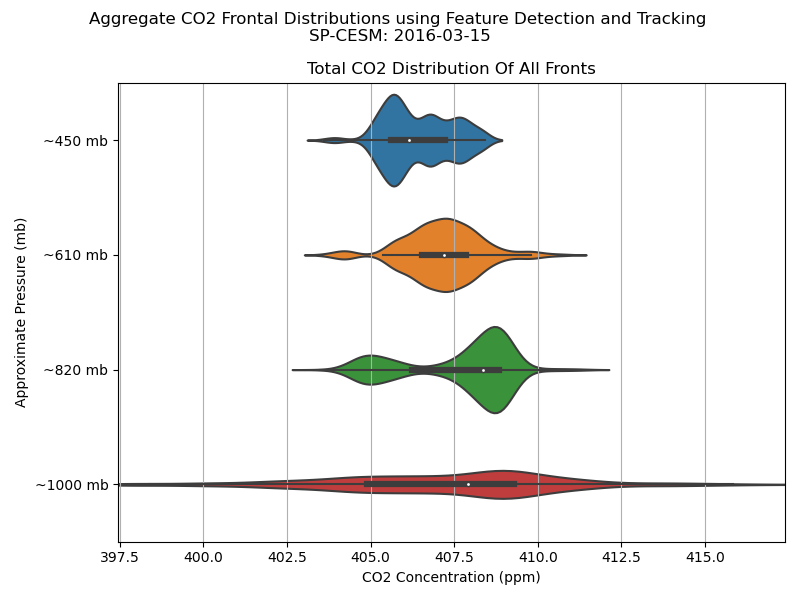 Aggregate CO2 Frontal Distributions using Feature Detection and Tracking
SP-CESM: 2016-03-15
Total CO2 Distribution Of All Fronts
Approximate Pressure (mb)
~450 mb
~610 mb
~820 mb
~1000 mb
397.5 400.0 402.5 405.0 407.5 410.0 412.5 415.0
CO2 Concentration (ppm)